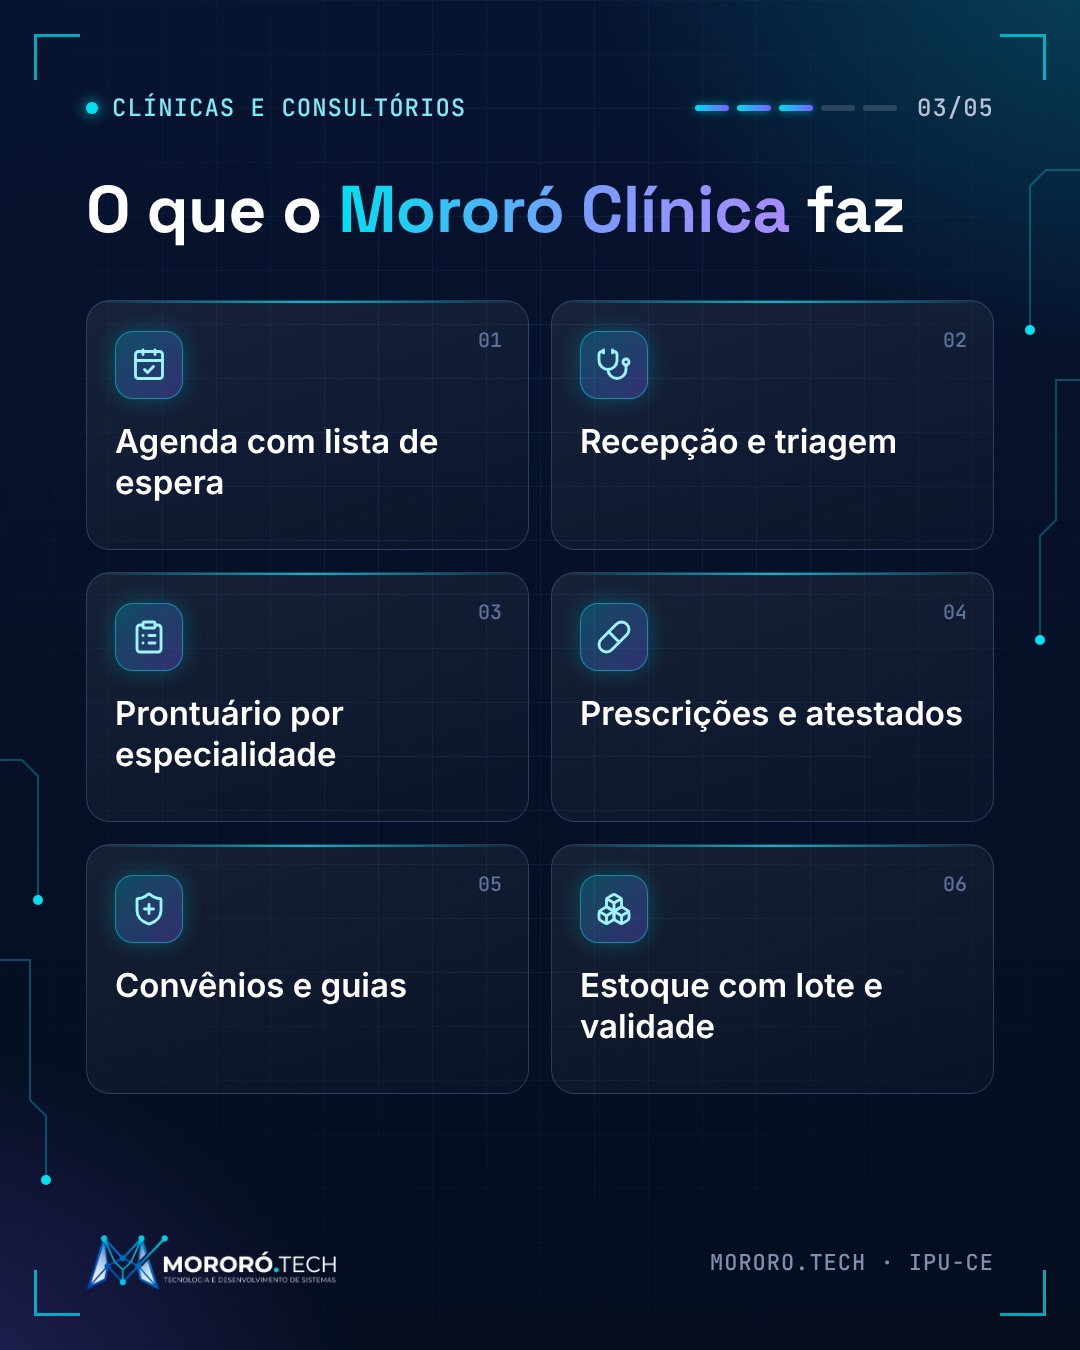 CLÍNICAS E CONSULTÓRIOS
03/05
O que o Mororó Clínica faz
01
Agenda com lista de
espera
02
Recepção e triagem
03
Prontuário por
especialidade
04
Prescrições e atestados
05
Convênios e guias
06
Estoque com lote e
validade
MORORÓ.TECH
TECNOLOGIA E DESENVOLVIMENTO DE SISTEMAS
MORORO.TECH · IPU-CE